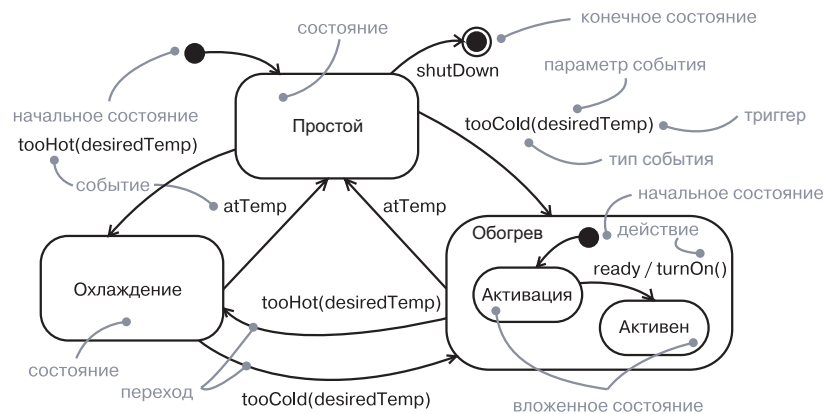 состояние
конечное состояние
shutDown
параметр события
начальное состояние
Простой
tooCold(desiredTemp)
триггер
tooHot(desiredTemp)
тип события
событие
atTemp
atTemp
начальное состояние
Обогрев
действие
ready / turnOn()
Охлаждение
tooHot(desiredTemp)
Активация
Активен
состояние
переход
tooCold(desiredTemp)
вложенное состояние